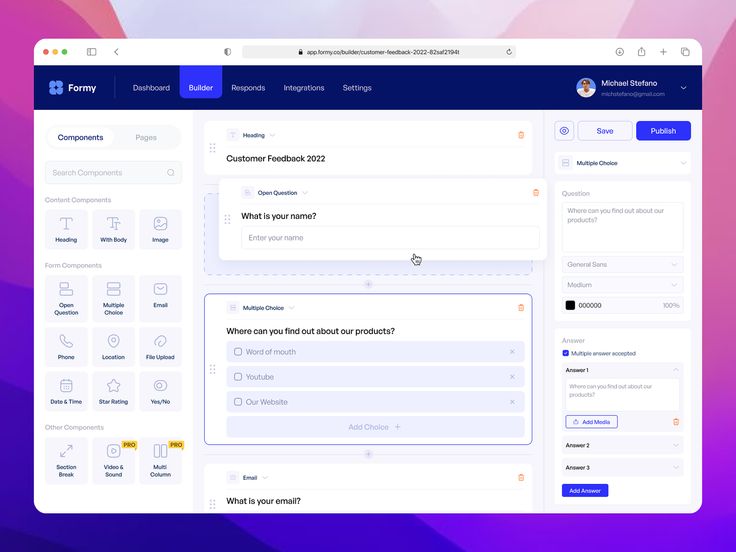 app.formy.co/builder/customer-feedback-2022-82saf2194t
Formy
Dashboard
Builder
Responds
Integrations
Settings
Michael Stefano
michstefano@gmail.com
Components
Pages
Search Components
Content Components
Heading
With Body
Image
Form Components
Open
Question
Multiple
Choice
Email
Phone
Location
File Upload
Date & Time
Star Rating
Yes/No
Other Components
Section
Break
PRO
Video &
Sound
PRO
Multi
Column
Heading
Customer Feedback 2022
Open Question
What is your name?
Enter your name
Multiple Choice
Where can you find out about our products?
Word of mouth
Youtube
Our Website
Add Choice +
Email
What is your email?
Save
Publish
Multiple Choice
Question
Where can you find out about our
products?
General Sans
Medium
000000
100%
Answer
Multiple answer accepted
Answer 1
Where can you find out about our
products?
Add Media
Answer 2
Answer 3
Add Answer